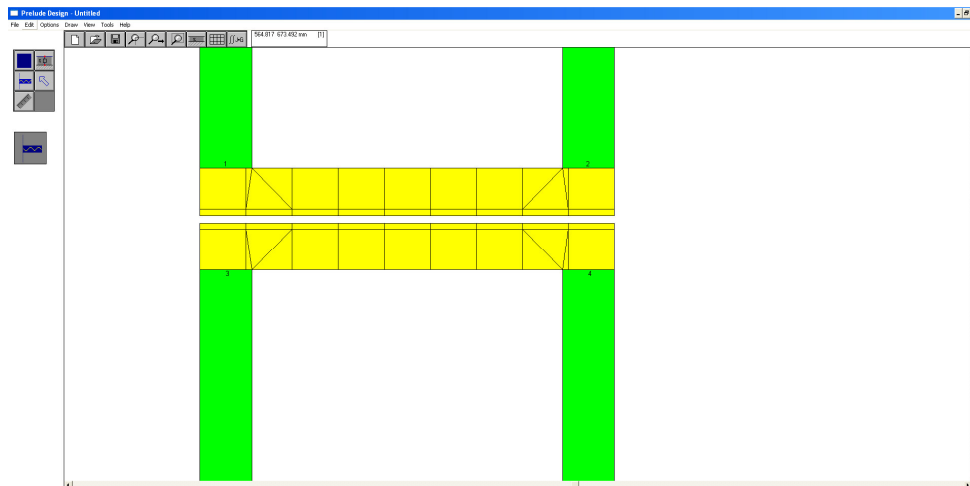 Prelude Design - Untitled
File Edit Options Draw View Tools Help
564.817 673.492 mm [1]
1
2
3
4